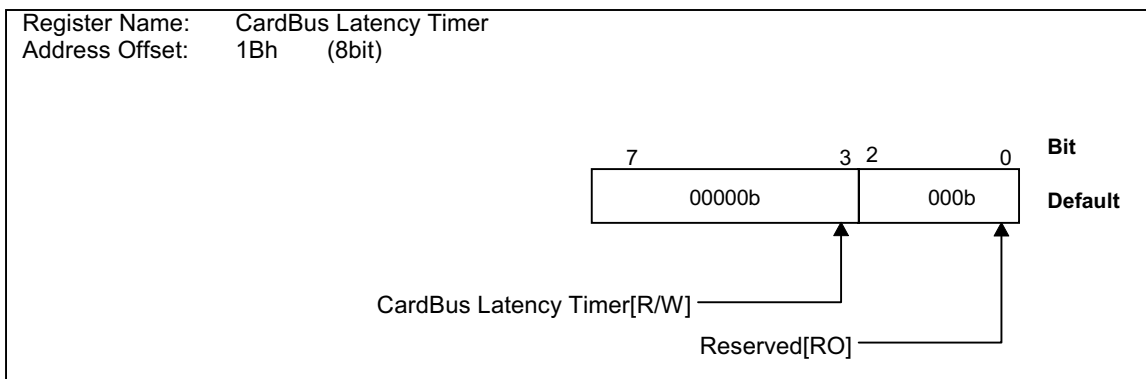 Register Name: CardBus Latency Timer
Address Offset: 1Bh (8bit)
7 3 2 0 Bit
00000b 000b Default
CardBus Latency Timer[R/W]
Reserved[RO]